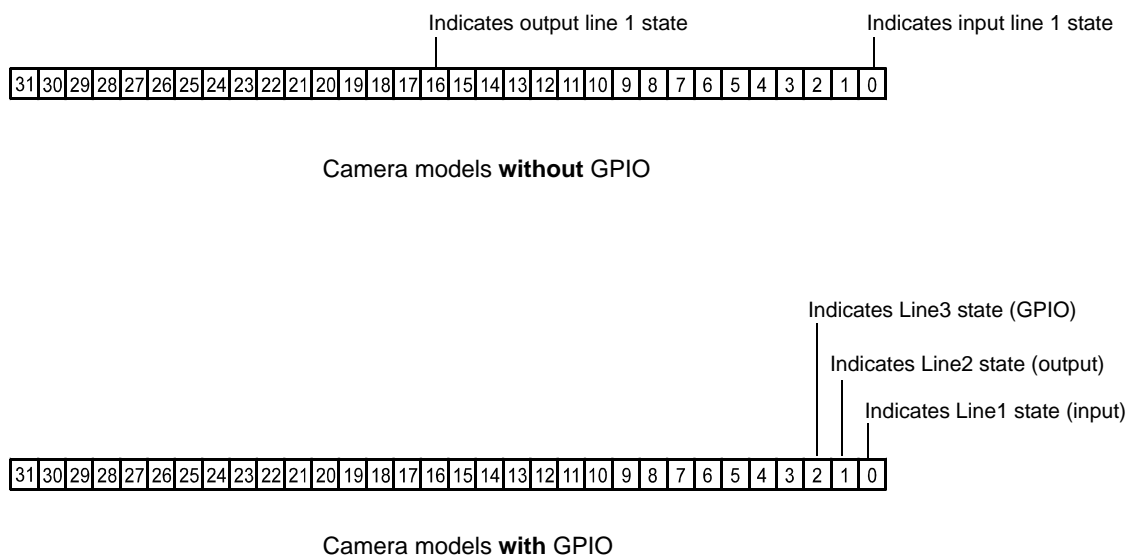 Indicates output line 1 state Indicates input line 1 state
31 30 29 28 27 26 25 24 23 22 21 20 19 18 17 16 15 14 13 12 11 10 9 8 7 6 5 4 3 2 1 0
Camera models without GPIO
Indicates Line3 state (GPIO)
Indicates Line2 state (output)
Indicates Line1 state (input)
31 30 29 28 27 26 25 24 23 22 21 20 19 18 17 16 15 14 13 12 11 10 9 8 7 6 5 4 3 2 1 0
Camera models with GPIO